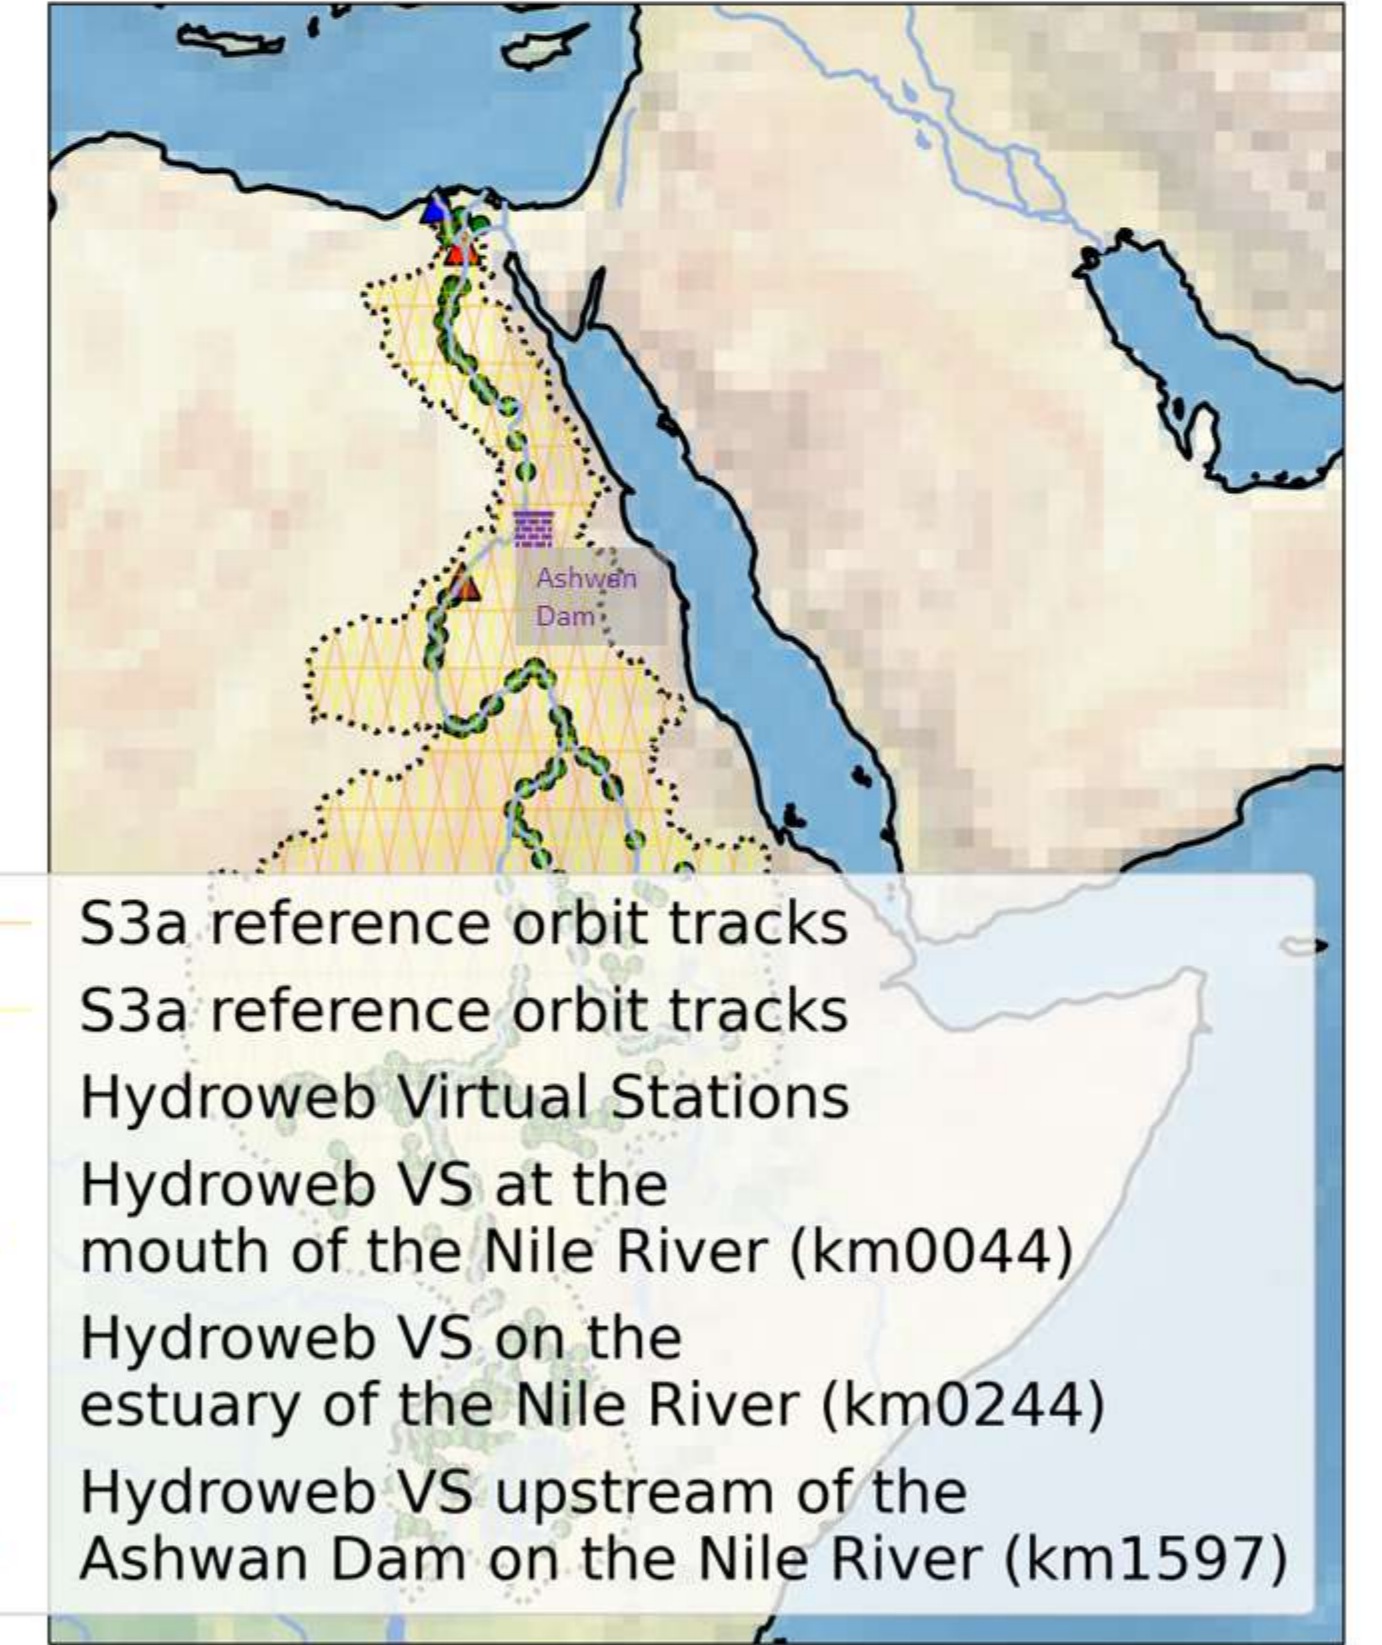 Ashwan
Dam
S3a reference orbit tracks
S3a reference orbit tracks
Hydroweb Virtual Stations
Hydroweb VS at the
mouth of the Nile River (km0044)
Hydroweb VS on the
estuary of the Nile River (km0244)
Hydroweb VS upstream of the
Ashwan Dam on the Nile River (km1597)